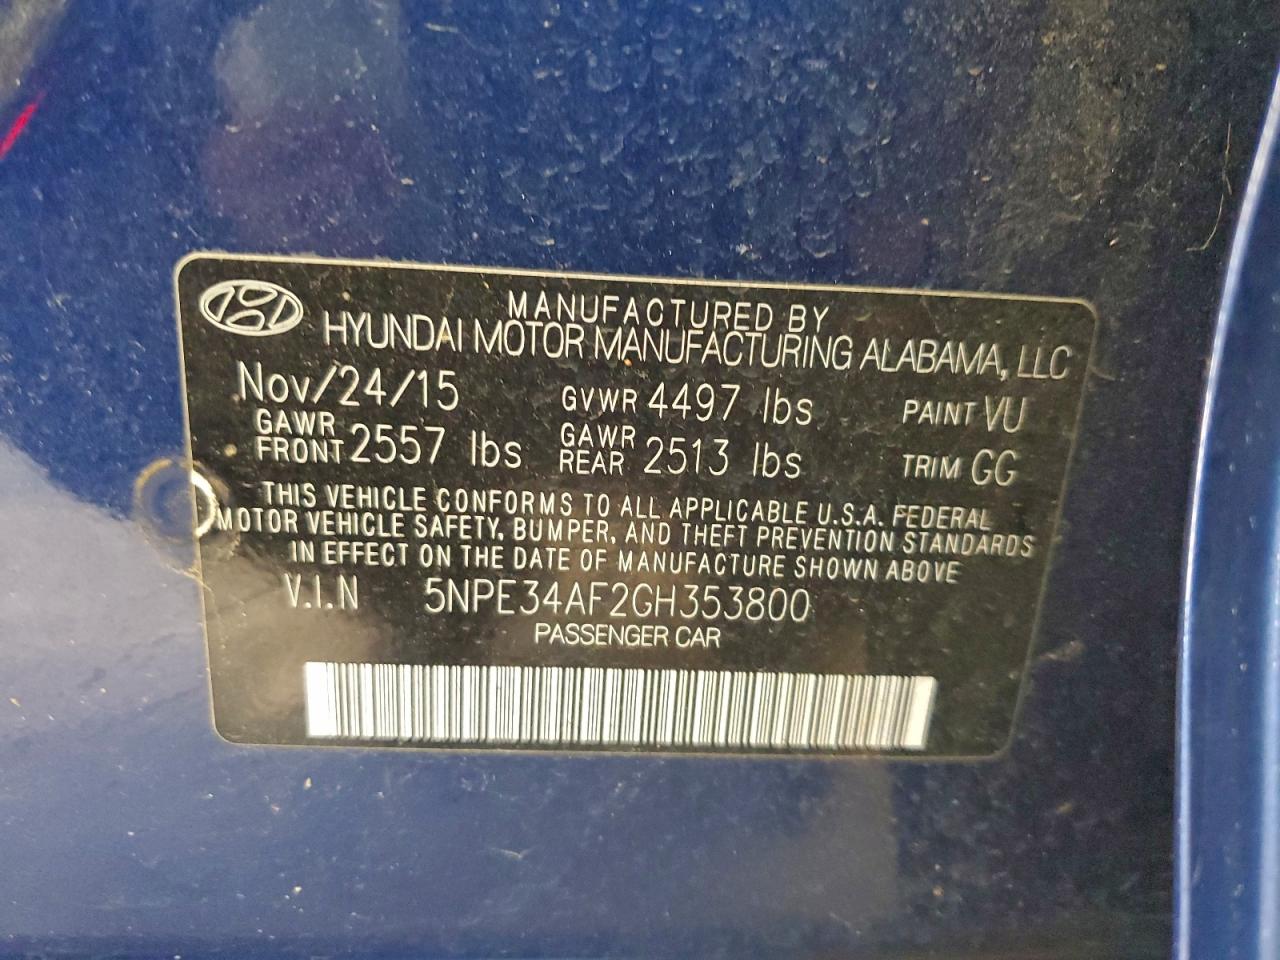 MANUFACTURED BY
HYUNDAI MOTOR MANUFACTURING ALABAMA, LLC
Nov/24/15 GVWR 4497 lbs PAINT VU
GAWR FRONT 2557 lbs GAWR REAR 2513 lbs TRIM GG
THIS VEHICLE CONFORMS TO ALL APPLICABLE U.S.A. FEDERAL
MOTOR VEHICLE SAFETY, BUMPER, AND THEFT PREVENTION STANDARDS
IN EFFECT ON THE DATE OF MANUFACTURE SHOWN ABOVE
V.I.N 5NPE34AF2GH353800
PASSENGER CAR